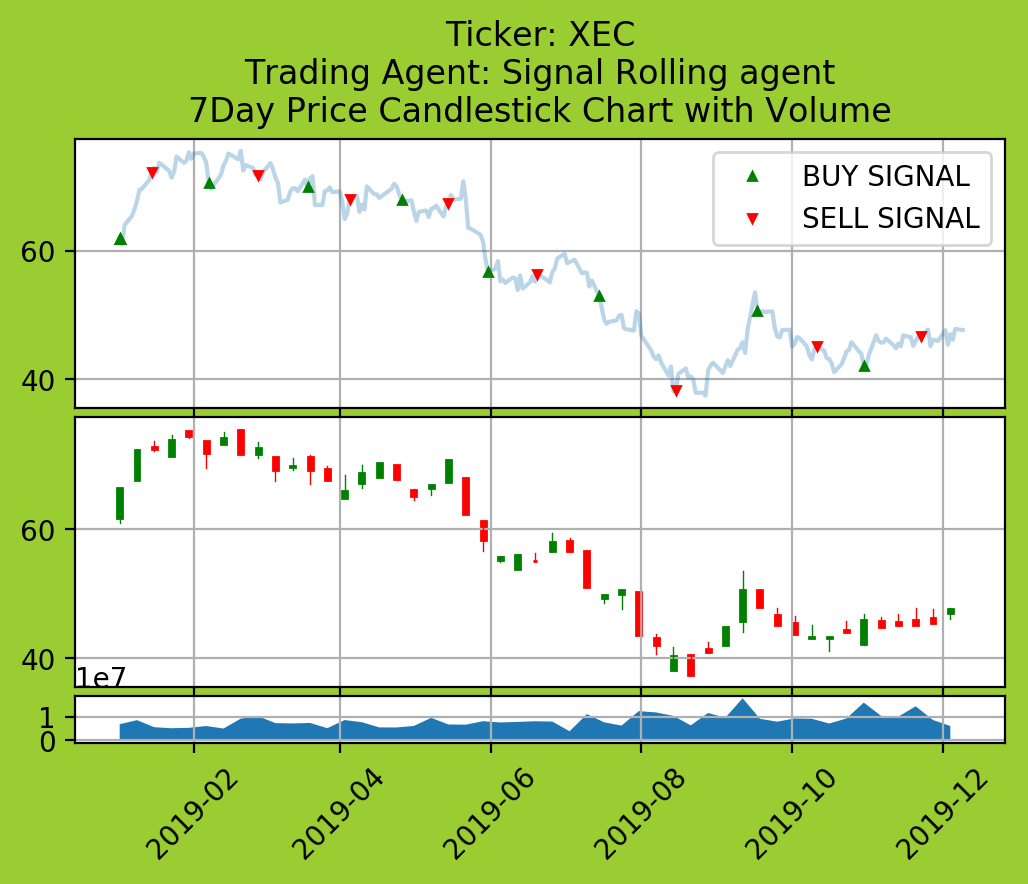 Ticker: XEC
Trading Agent: Signal Rolling agent
7Day Price Candlestick Chart with Volume
BUY SIGNAL
SELL SIGNAL
60
40
60
40
1e7
1
0
2019-02
2019-04
2019-06
2019-08
2019-10
2019-12